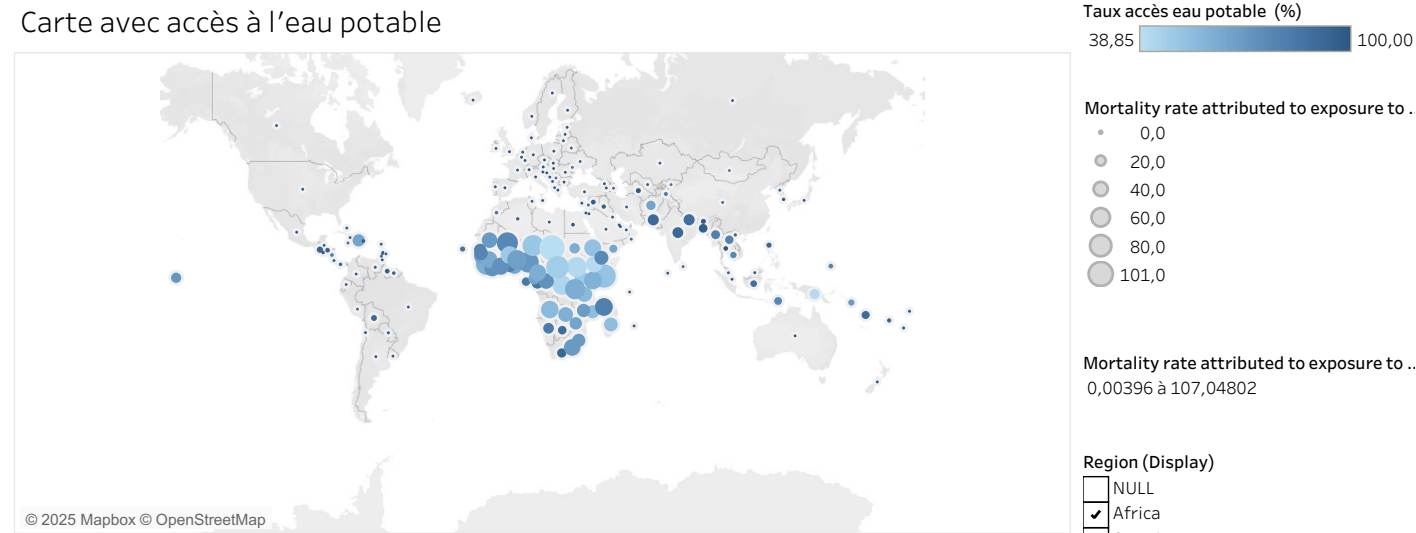 Carte avec accès à l'eau potable
© 2025 Mapbox © OpenStreetMap
Taux accès eau potable (%)
38,85 100,00
Mortality rate attributed to exposure to ..
0,0
20,0
40,0
60,0
80,0
101,0
Mortality rate attributed to exposure to ..
0,00396 à 107,04802
Region (Display)
NULL
Africa